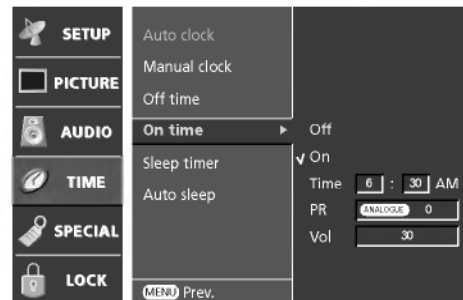 SETUP
PICTURE
AUDIO
TIME
SPECIAL
LOCK
Auto clock
Manual clock
Off time
On time
Sleep timer
Auto sleep
MENU Prev.
Off
On
Time 6 : 30 AM
PR ANALOGUE 0
Vol 30